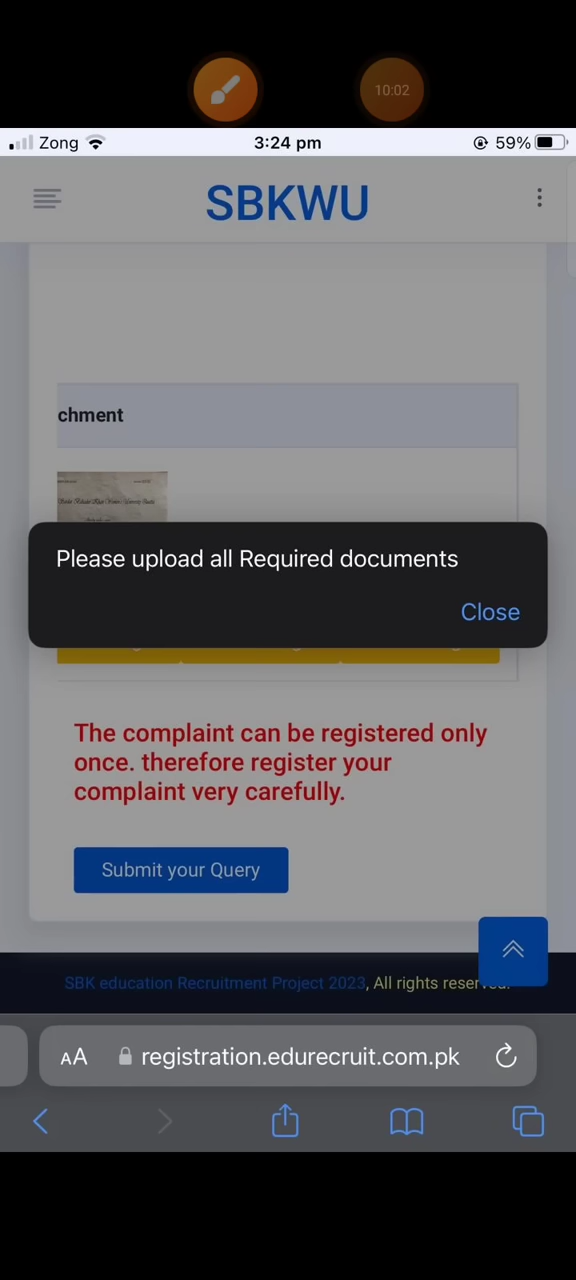 10:02
Zong
3:24 pm
59%
SBKWU
chment
Please upload all Required documents
Close
The complaint can be registered only
once. therefore register your
complaint very carefully.
Submit your Query
SBK education Recruitment Project 2023, All rights reserved.
AA
registration.edurecruit.com.pk